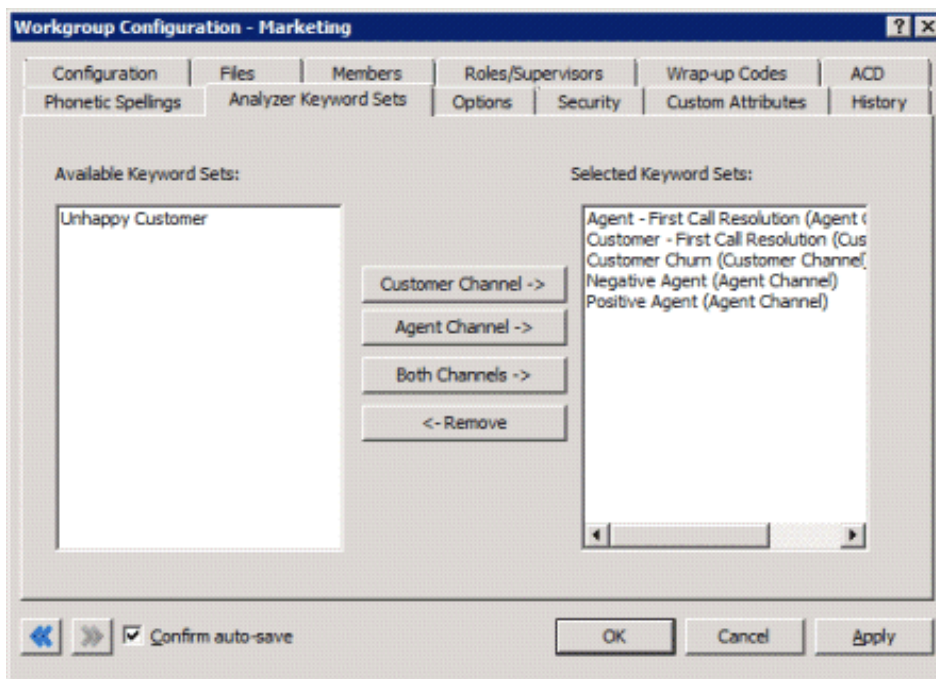 Workgroup Configuration - Marketing
Configuration Files Members Roles/Supervisors Wrap-up Codes ACD
Phonetic Spellings Analyzer Keyword Sets Options Security Custom Attributes History
Available Keyword Sets: Selected Keyword Sets:
Unhappy Customer
Customer Channel ->
Agent Channel ->
Both Channels ->
<- Remove
Agent - First Call Resolution (Agent
Customer - First Call Resolution (Cus
Customer Churn (Customer Channel
Negative Agent (Agent Channel)
Positive Agent (Agent Channel)
Confirm auto-save OK Cancel Apply